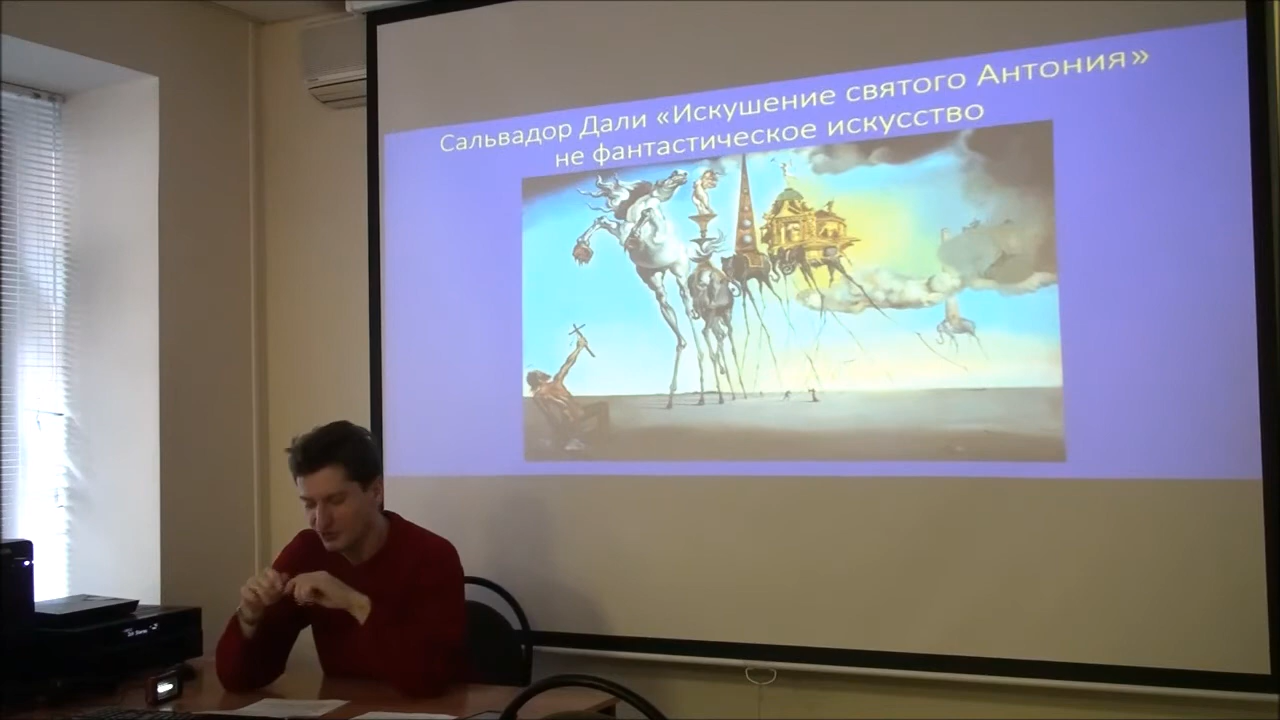 Сальвадор Дали «Искушение святого Антония»
не фантастическое искусство